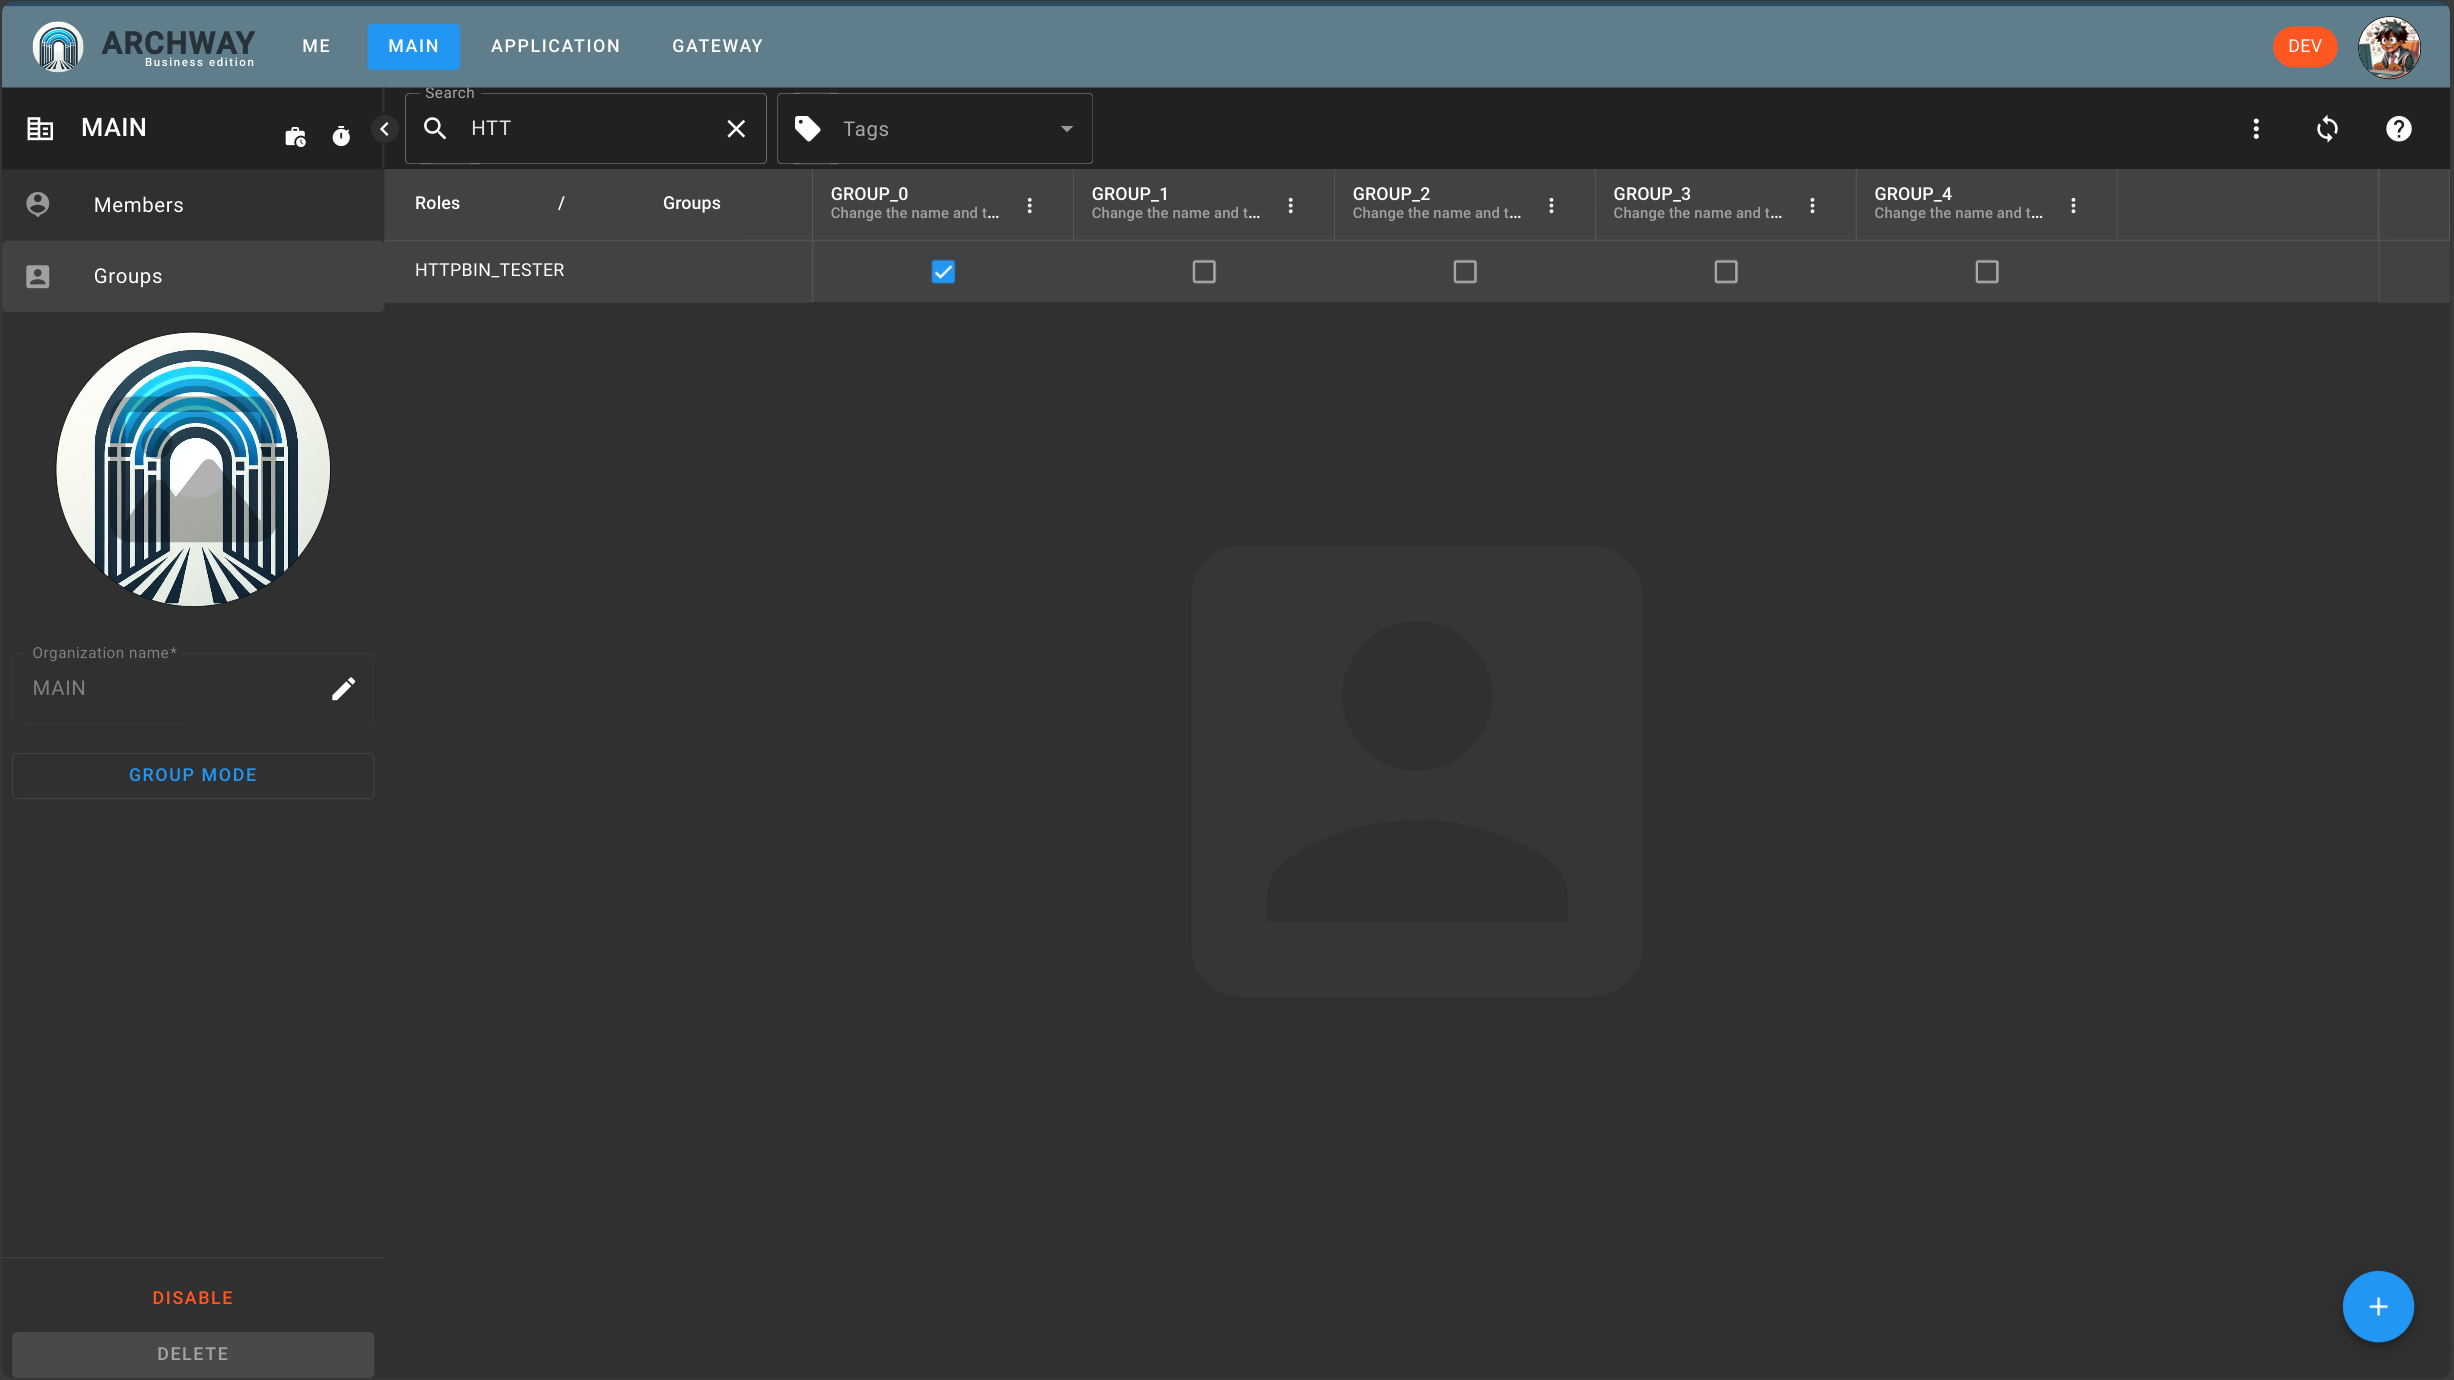 ARCHWAY
Business edition
ME
MAIN
APPLICATION
GATEWAY
DEV
MAIN
Search
HTT
Tags
Members
Groups
Roles / Groups
GROUP_0
Change the name and t...
GROUP_1
Change the name and t...
GROUP_2
Change the name and t...
GROUP_3
Change the name and t...
GROUP_4
Change the name and t...
HTTPBIN_TESTER
Organization name*
MAIN
GROUP MODE
DISABLE
DELETE